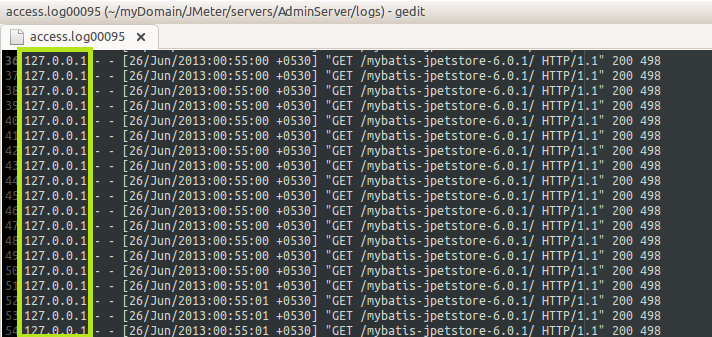 access.log00095 (~/myDomain/JMeter/servers/AdminServer/logs) - gedit
access.log00095 ×
36 127.0.0.1 - - [26/Jun/2013:00:55:00 +0530] "GET /mybatis-jpetstore-6.0.1/ HTTP/1.1" 200 498
37 127.0.0.1 - - [26/Jun/2013:00:55:00 +0530] "GET /mybatis-jpetstore-6.0.1/ HTTP/1.1" 200 498
38 127.0.0.1 - - [26/Jun/2013:00:55:00 +0530] "GET /mybatis-jpetstore-6.0.1/ HTTP/1.1" 200 498
39 127.0.0.1 - - [26/Jun/2013:00:55:00 +0530] "GET /mybatis-jpetstore-6.0.1/ HTTP/1.1" 200 498
40 127.0.0.1 - - [26/Jun/2013:00:55:00 +0530] "GET /mybatis-jpetstore-6.0.1/ HTTP/1.1" 200 498
41 127.0.0.1 - - [26/Jun/2013:00:55:00 +0530] "GET /mybatis-jpetstore-6.0.1/ HTTP/1.1" 200 498
42 127.0.0.1 - - [26/Jun/2013:00:55:00 +0530] "GET /mybatis-jpetstore-6.0.1/ HTTP/1.1" 200 498
43 127.0.0.1 - - [26/Jun/2013:00:55:00 +0530] "GET /mybatis-jpetstore-6.0.1/ HTTP/1.1" 200 498
44 127.0.0.1 - - [26/Jun/2013:00:55:00 +0530] "GET /mybatis-jpetstore-6.0.1/ HTTP/1.1" 200 498
45 127.0.0.1 - - [26/Jun/2013:00:55:00 +0530] "GET /mybatis-jpetstore-6.0.1/ HTTP/1.1" 200 498
46 127.0.0.1 - - [26/Jun/2013:00:55:00 +0530] "GET /mybatis-jpetstore-6.0.1/ HTTP/1.1" 200 498
47 127.0.0.1 - - [26/Jun/2013:00:55:00 +0530] "GET /mybatis-jpetstore-6.0.1/ HTTP/1.1" 200 498
48 127.0.0.1 - - [26/Jun/2013:00:55:00 +0530] "GET /mybatis-jpetstore-6.0.1/ HTTP/1.1" 200 498
49 127.0.0.1 - - [26/Jun/2013:00:55:00 +0530] "GET /mybatis-jpetstore-6.0.1/ HTTP/1.1" 200 498
50 127.0.0.1 - - [26/Jun/2013:00:55:00 +0530] "GET /mybatis-jpetstore-6.0.1/ HTTP/1.1" 200 498
51 127.0.0.1 - - [26/Jun/2013:00:55:01 +0530] "GET /mybatis-jpetstore-6.0.1/ HTTP/1.1" 200 498
52 127.0.0.1 - - [26/Jun/2013:00:55:01 +0530] "GET /mybatis-jpetstore-6.0.1/ HTTP/1.1" 200 498
53 127.0.0.1 - - [26/Jun/2013:00:55:01 +0530] "GET /mybatis-jpetstore-6.0.1/ HTTP/1.1" 200 498
54 127.0.0.1 - - [26/Jun/2013:00:55:01 +0530] "GET /mybatis-jpetstore-6.0.1/ HTTP/1.1" 200 498